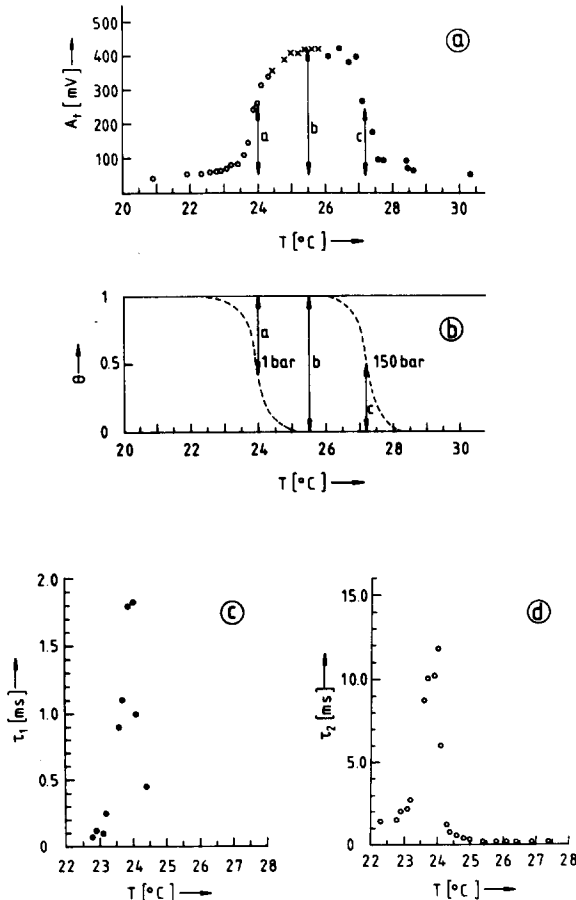 500
400
300
200
100
A_t [mV]
ⓐ
a
b
c
20 22 24 26 28 30
T [°C]
1
0.5
0
θ
ⓑ
a
1 bar
b
150 bar
c
20 22 24 26 28 30
T [°C]
2.0
1.5
1.0
0.5
0
τ₁ [ms]
ⓒ
22 23 24 25 26 27 28
T [°C]
15.0
10.0
5.0
0
τ₂ [ms]
ⓓ
22 23 24 25 26 27 28
T [°C]